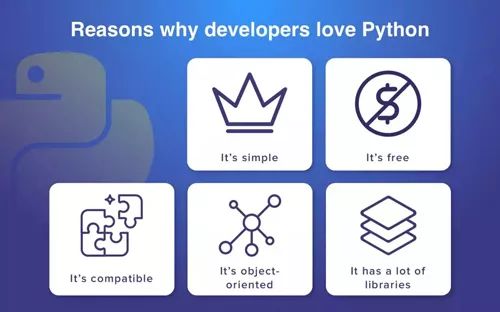 Reasons why developers love Python
It's simple
It's free
It's compatible
It's object-
oriented
It has a lot of
libraries